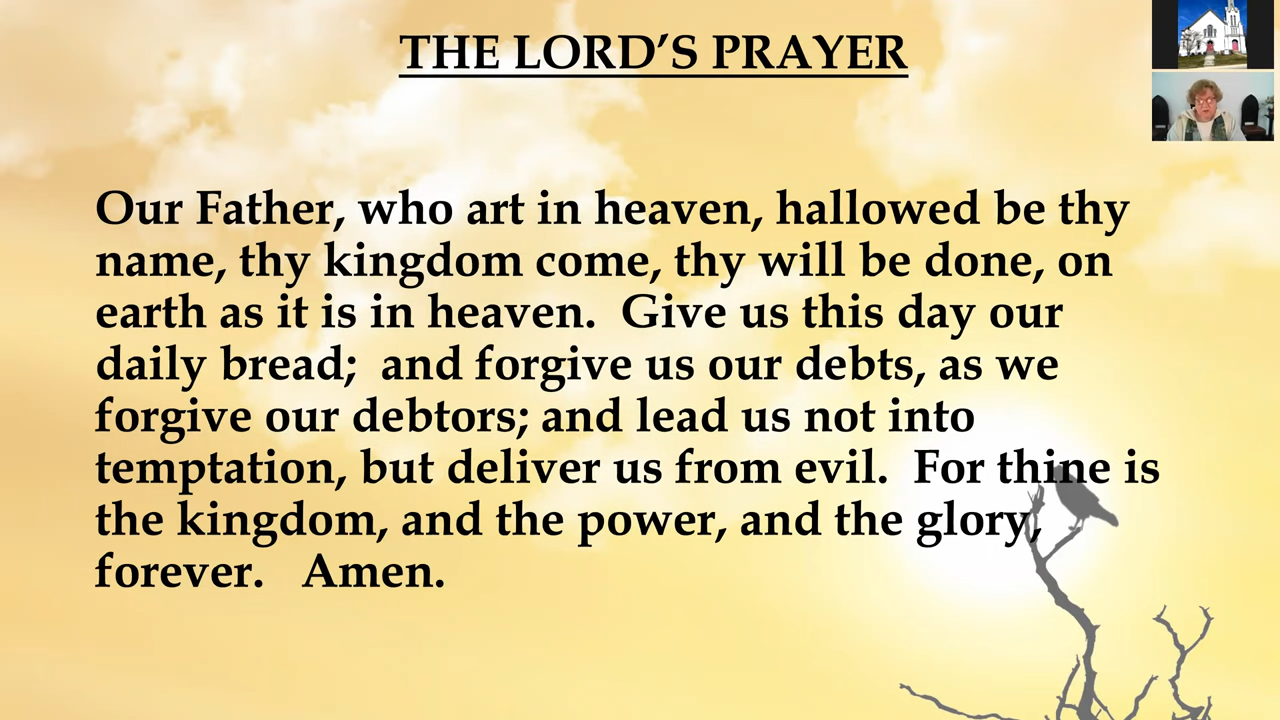 THE LORD’S PRAYER
Our Father, who art in heaven, hallowed be thy
name, thy kingdom come, thy will be done, on
earth as it is in heaven.  Give us this day our
daily bread;  and forgive us our debts, as we
forgive our debtors; and lead us not into
temptation, but deliver us from evil.  For thine is
the kingdom, and the power, and the glory,
forever.   Amen.